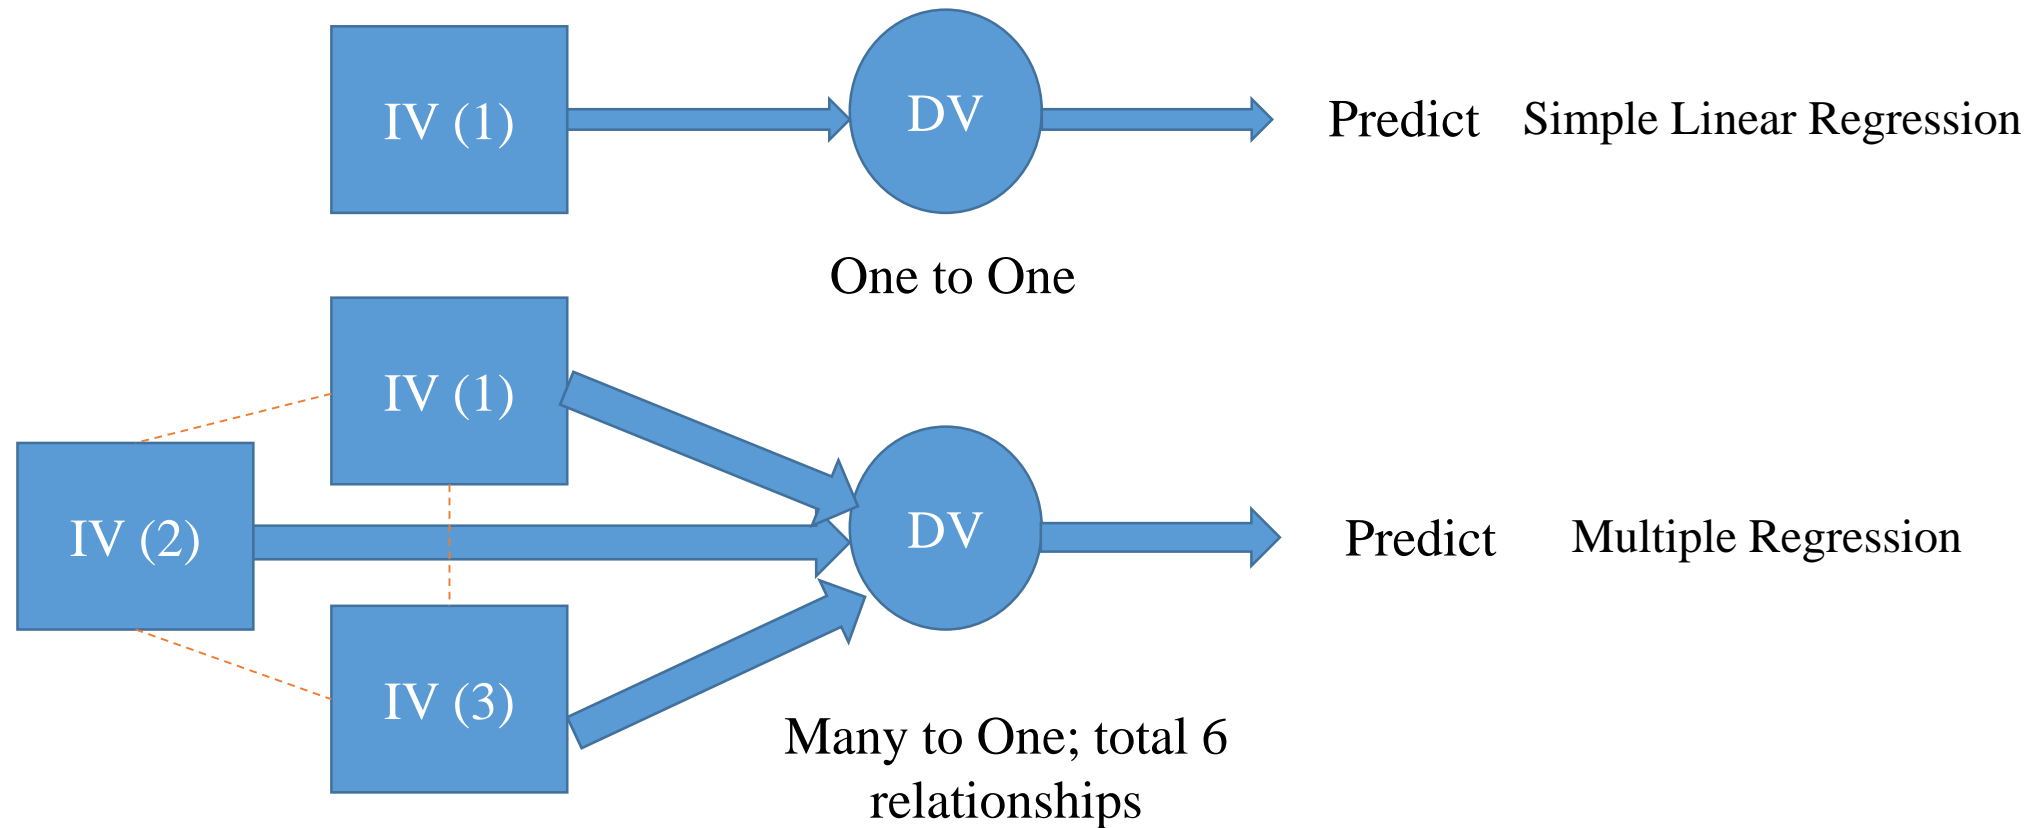 IV (1)
DV
Predict
Simple Linear Regression
One to One
IV (1)
IV (2)
DV
Predict
Multiple Regression
IV (3)
Many to One; total 6
relationships